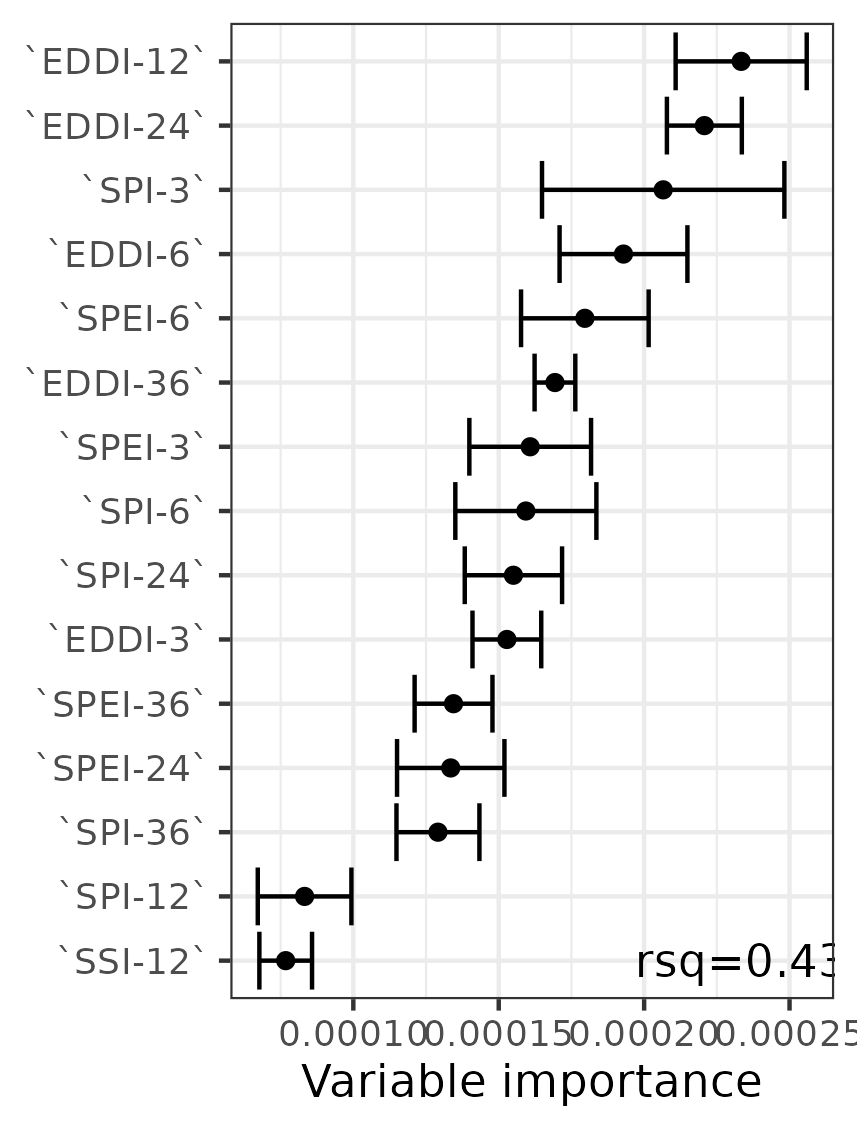 `EDDI-12`
`EDDI-24`
`SPI-3`
`EDDI-6`
`SPEI-6`
`EDDI-36`
`SPEI-3`
`SPI-6`
`SPI-24`
`EDDI-3`
`SPEI-36`
`SPEI-24`
`SPI-36`
`SPI-12`
`SSI-12`
rsq=0.43
0.00010 0.00015 0.00020 0.00025
Variable importance